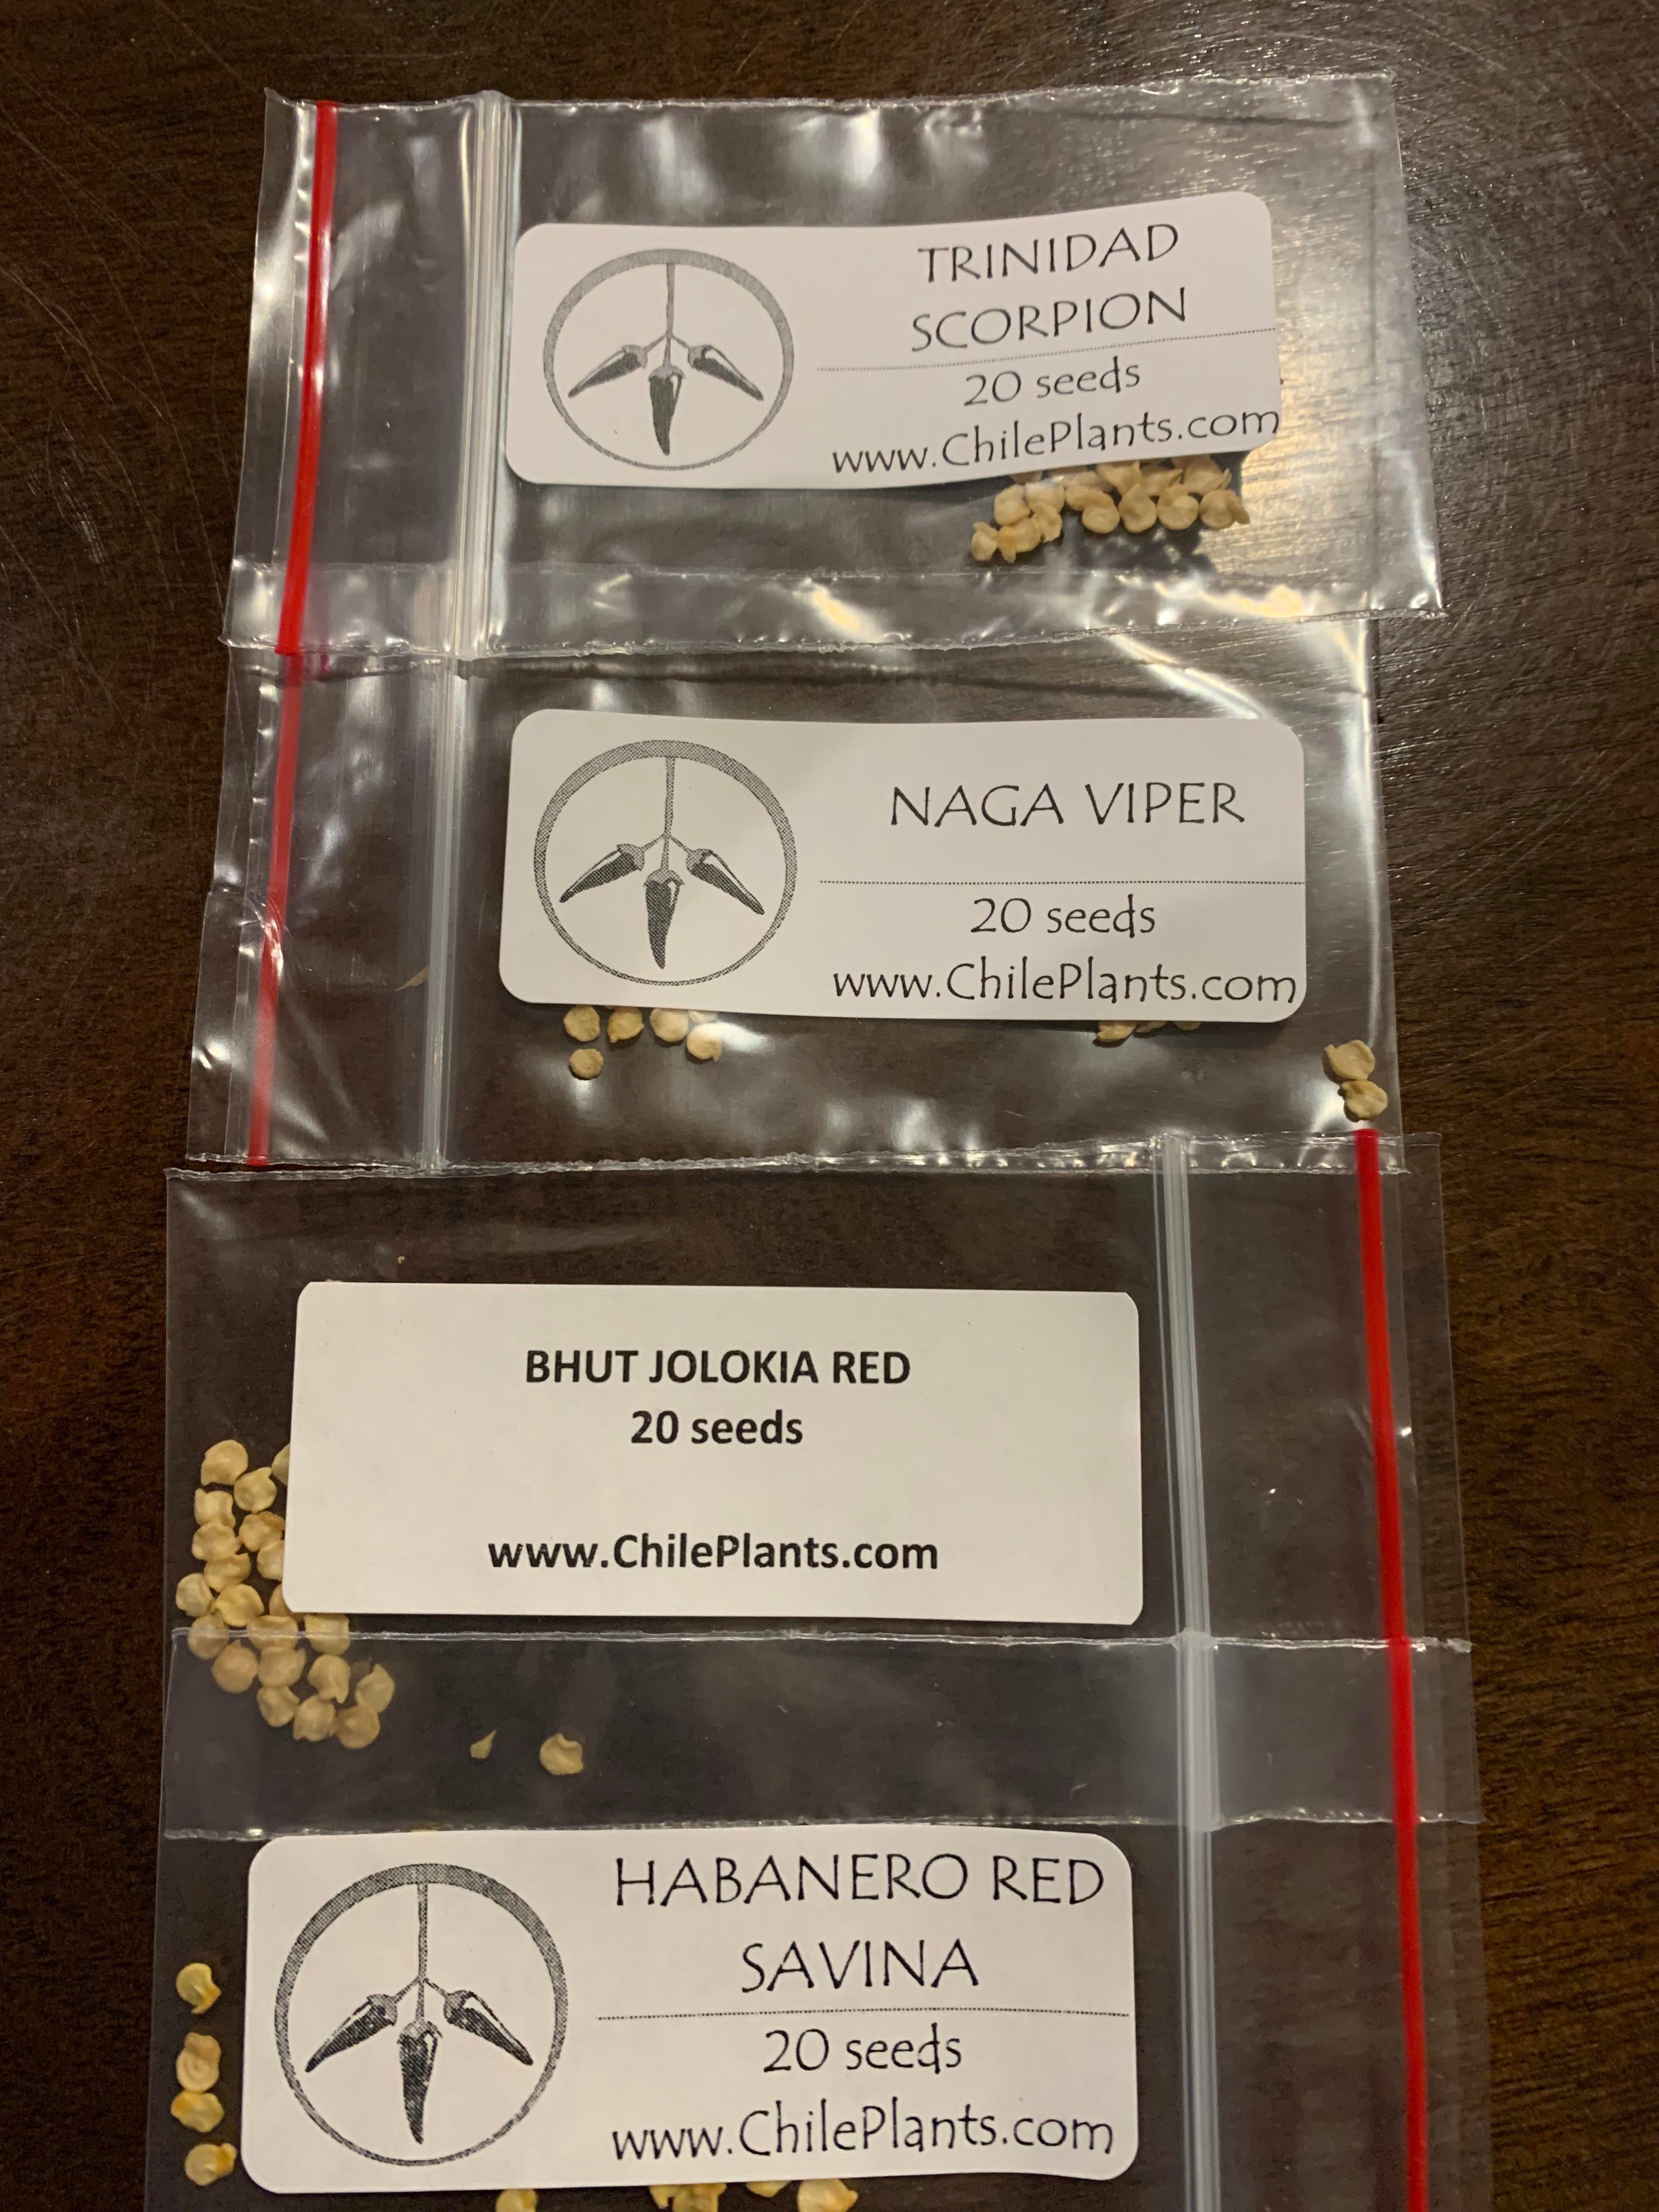 TRINIDAD
SCORPION
20 seeds
www.ChilePlants.com
NAGA VIPER
20 seeds
www.ChilePlants.com
BHUT JOLOKIA RED
20 seeds
www.ChilePlants.com
HABANERO RED
SAVINA
20 seeds
www.ChilePlants.com